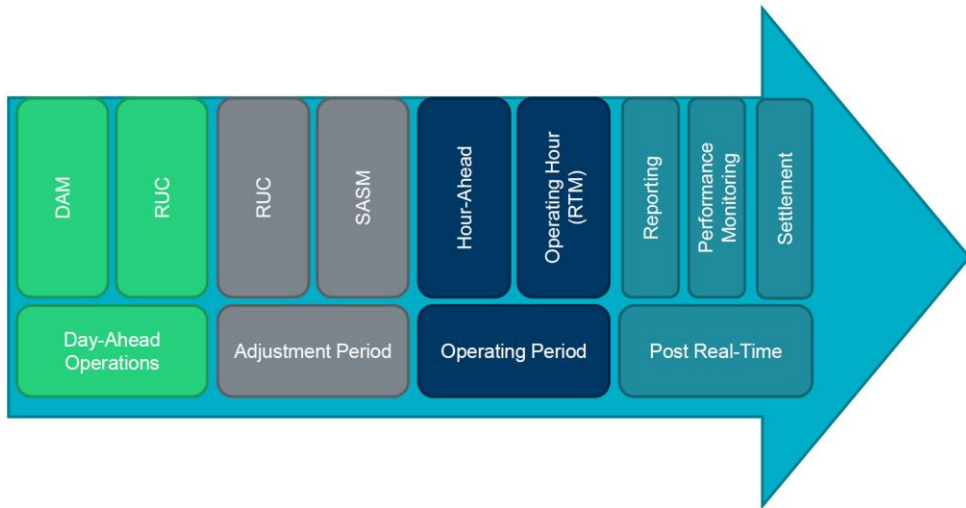 DAM
RUC
RUC
SASM
Hour-Ahead
Operating Hour
(RTM)
Reporting
Performance
Monitoring
Settlement
Day-Ahead
Operations
Adjustment Period
Operating Period
Post Real-Time